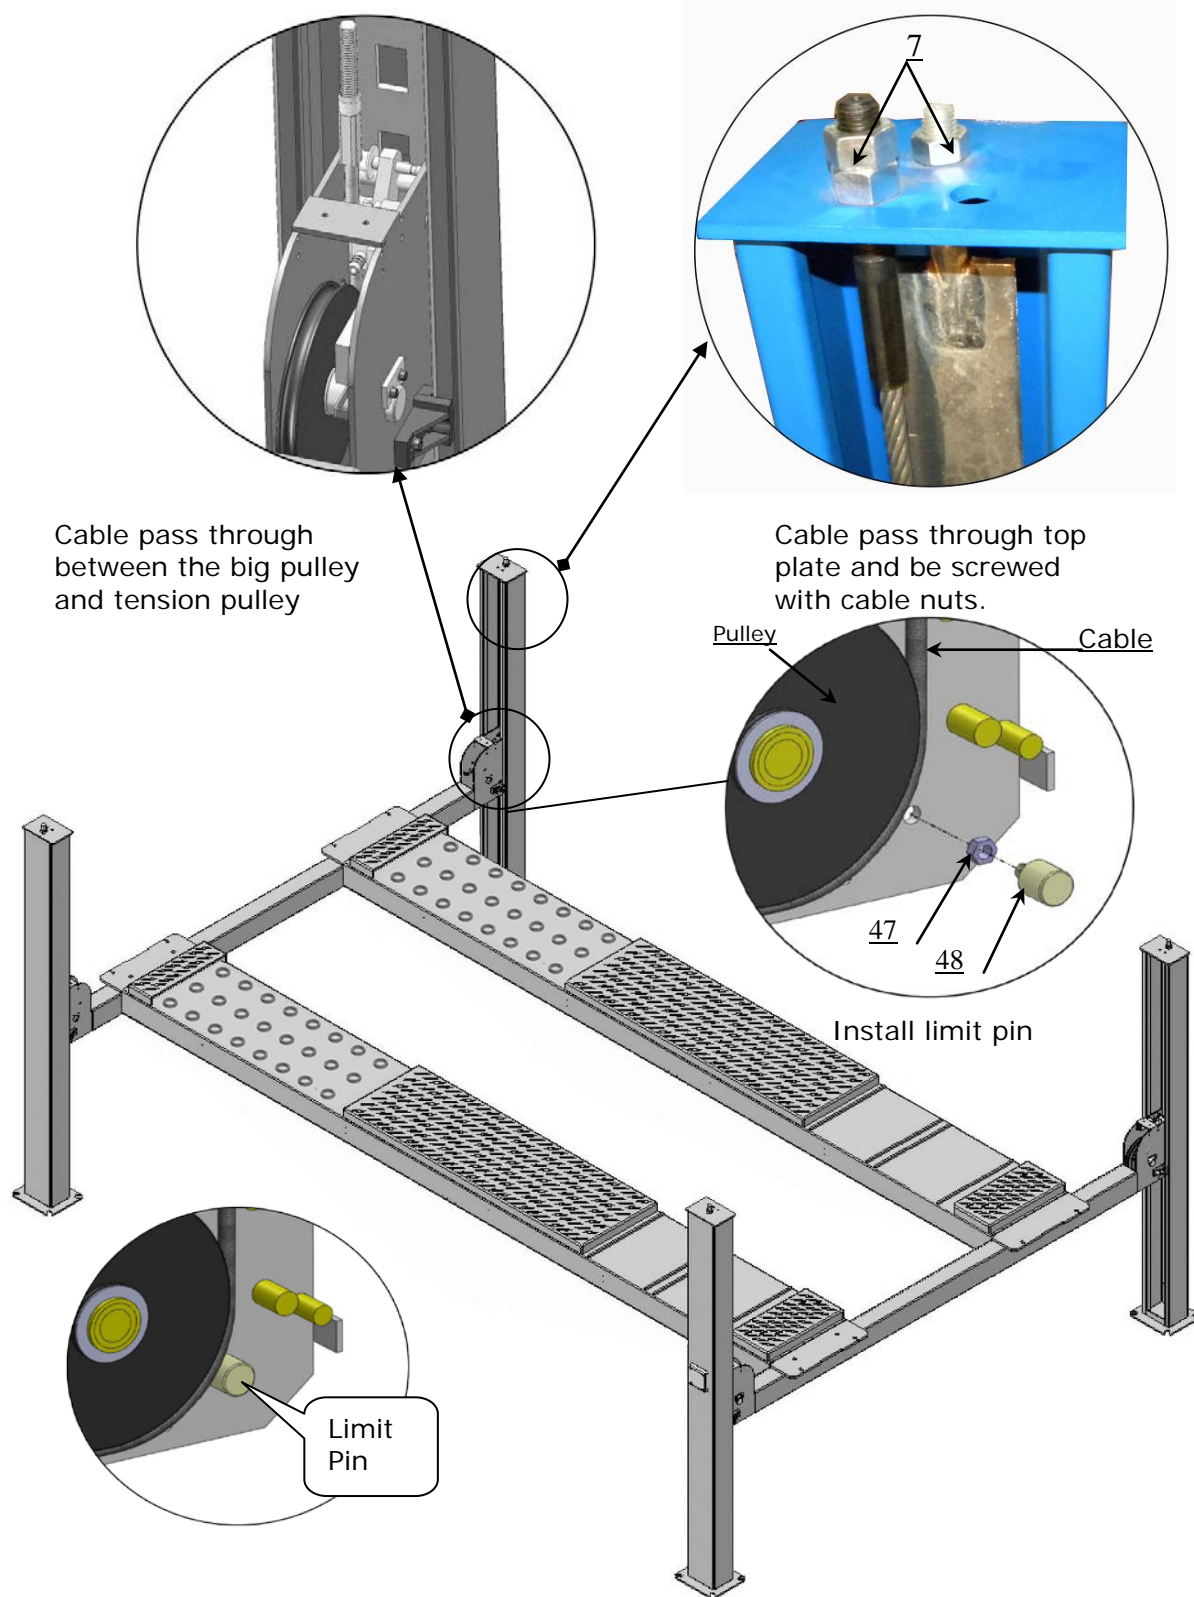 7
Cable pass through
between the big pulley
and tension pulley
Cable pass through top
plate and be screwed
with cable nuts.
Pulley
Cable
47
48
Install limit pin
Limit
Pin